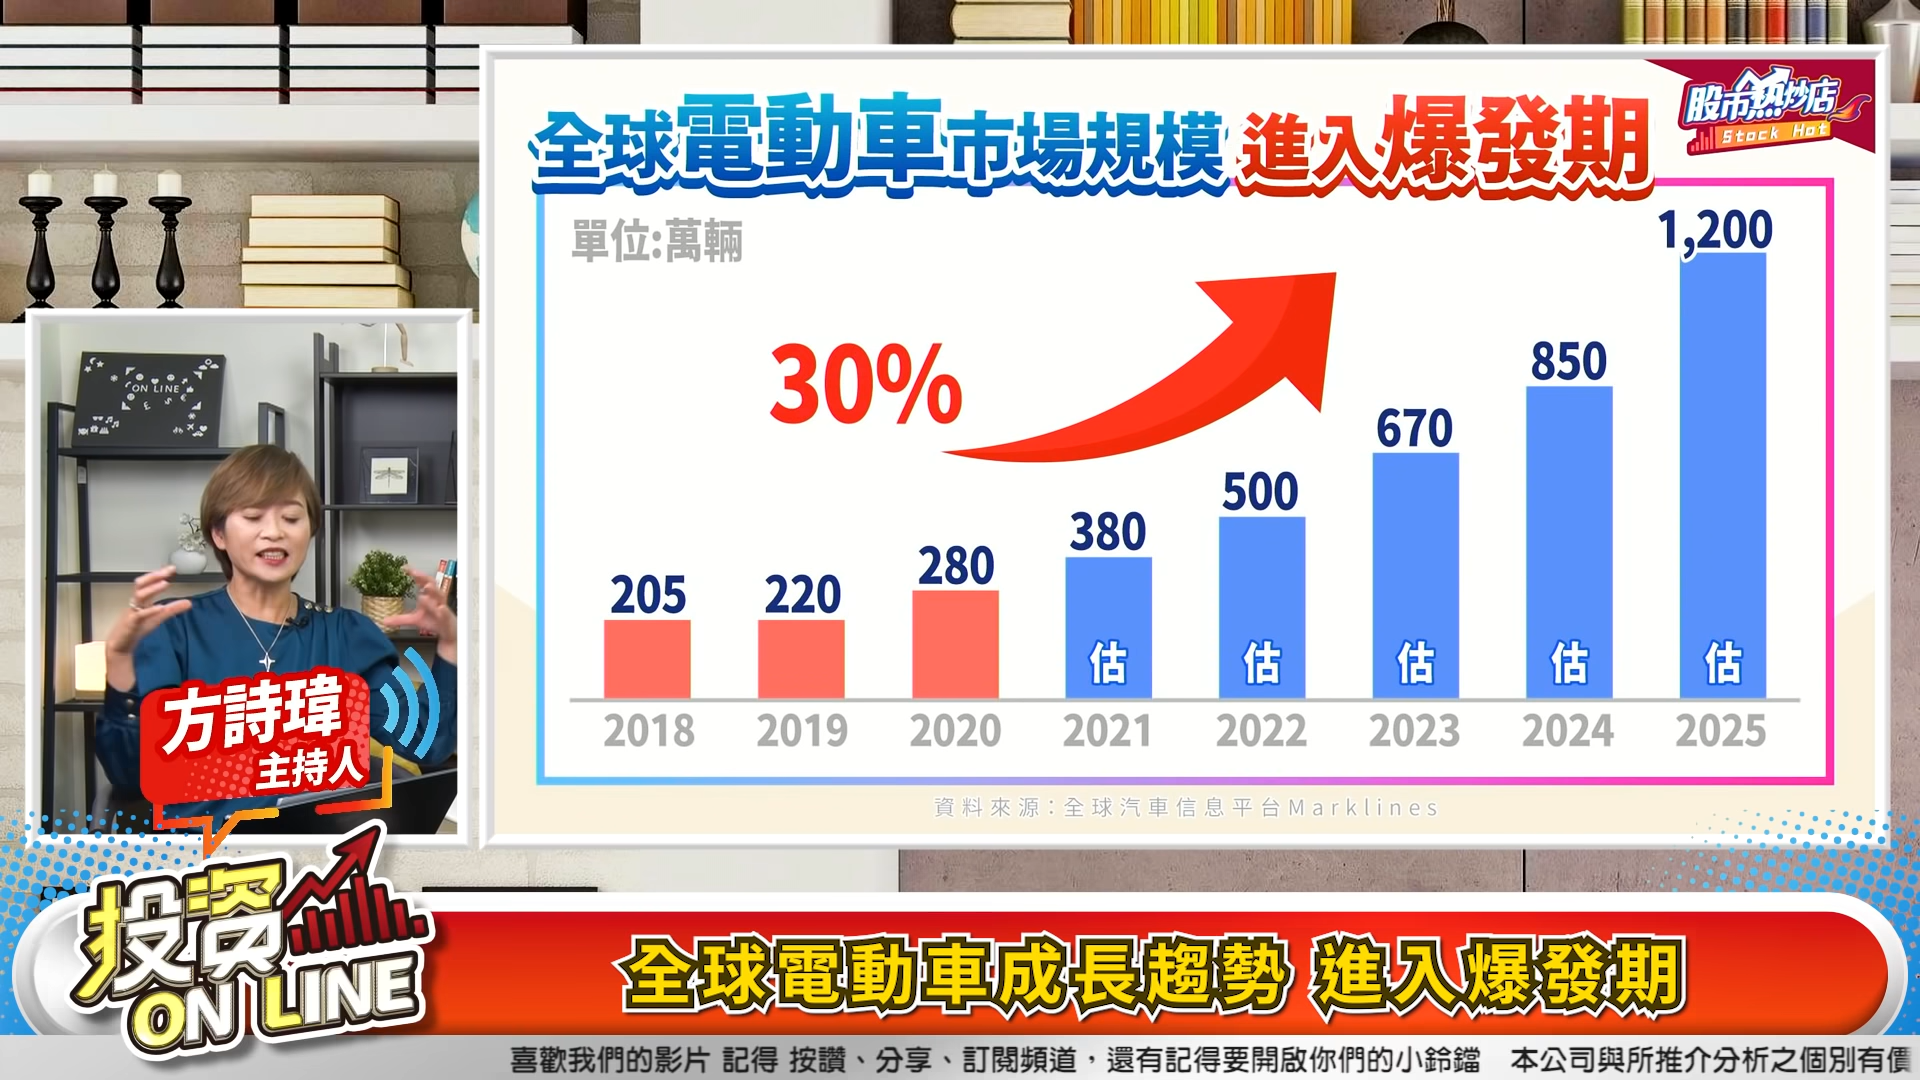 全球電動車市場規模 進入爆發期
股市熱炒店
Stock Hot
單位:萬輛
30%
205
220
280
380
500
670
850
1,200
估
估
估
估
估
2018
2019
2020
2021
2022
2023
2024
2025
資料來源:全球汽車信息平台Marklines
ON LINE
方詩瑋
主持人
投資
ON LINE
全球電動車成長趨勢 進入爆發期
喜歡我們的影片 記得 按讚、分享、訂閱頻道，還有記得要開啟你們的小鈴鐺 本公司與所推介分析之個別有價